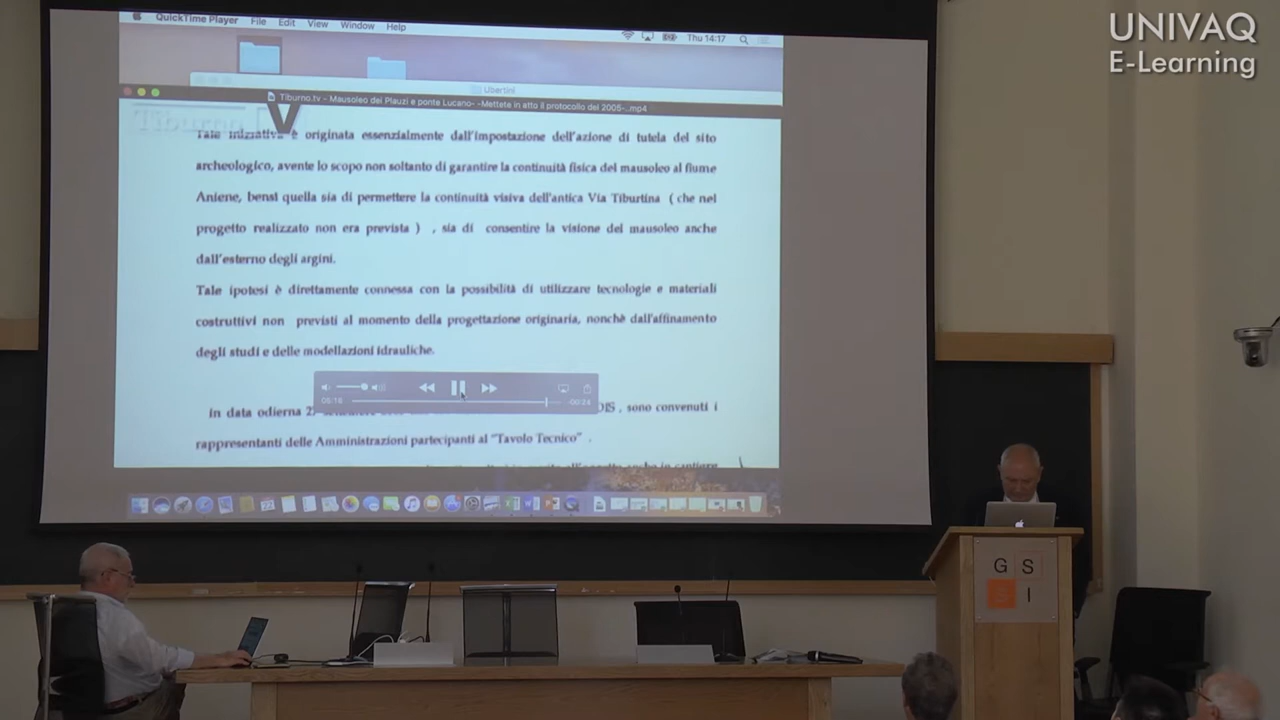 UNIVAQ
E-Learning
QuickTime Player File Edit View Window Help
Thu 14:17
Ubertini
Tiburno.tv - Mausoleo dei Plauzi e ponte Lucano- -Mettete in atto il protocollo del 2005-..mp4
Tiburno
V
Tale iniziativa è originata essenzialmente dall'impostazione dell'azione di tutela del sito
archeologico, avente lo scopo non soltanto di garantire la continuità fisica del mausoleo al fiume
Aniene, bensì quella sia di permettere la continuità visiva dell'antica Via Tiburtina ( che nel
progetto realizzato non era prevista ) , sia di consentire la visione del mausoleo anche
dall'esterno degli argini.
Tale ipotesi è direttamente connessa con la possibilità di utilizzare tecnologie e materiali
costruttivi non previsti al momento della progettazione originaria, nonchè dall'affinamento
degli studi e delle modellazioni idrauliche.
05:16
-00:24
in data odierna , sono convenuti i
rappresentanti delle Amministrazioni partecipanti al "Tavolo Tecnico" .
G S
I